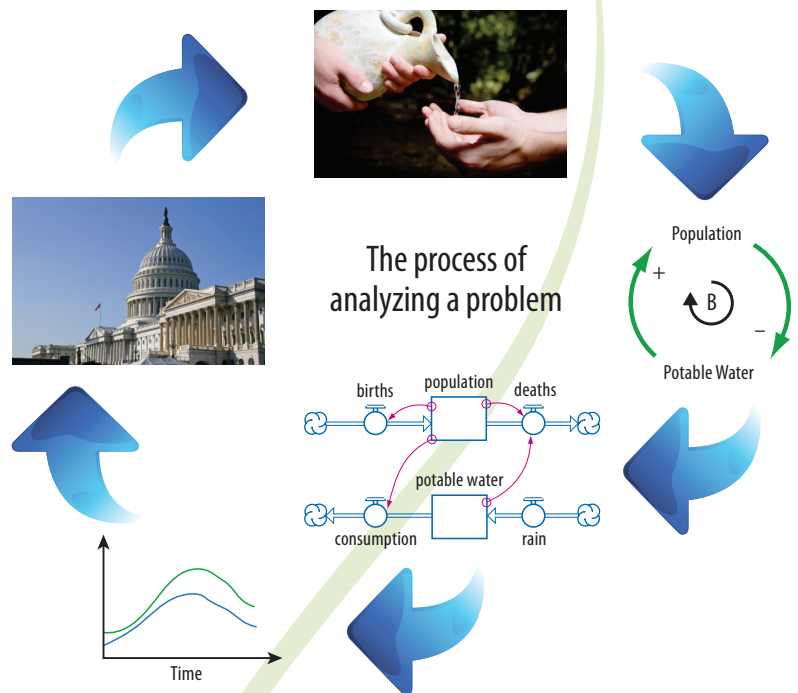 The process of
analyzing a problem
Population
+
B
–
Potable Water
births
population
deaths
potable water
consumption
rain
Time